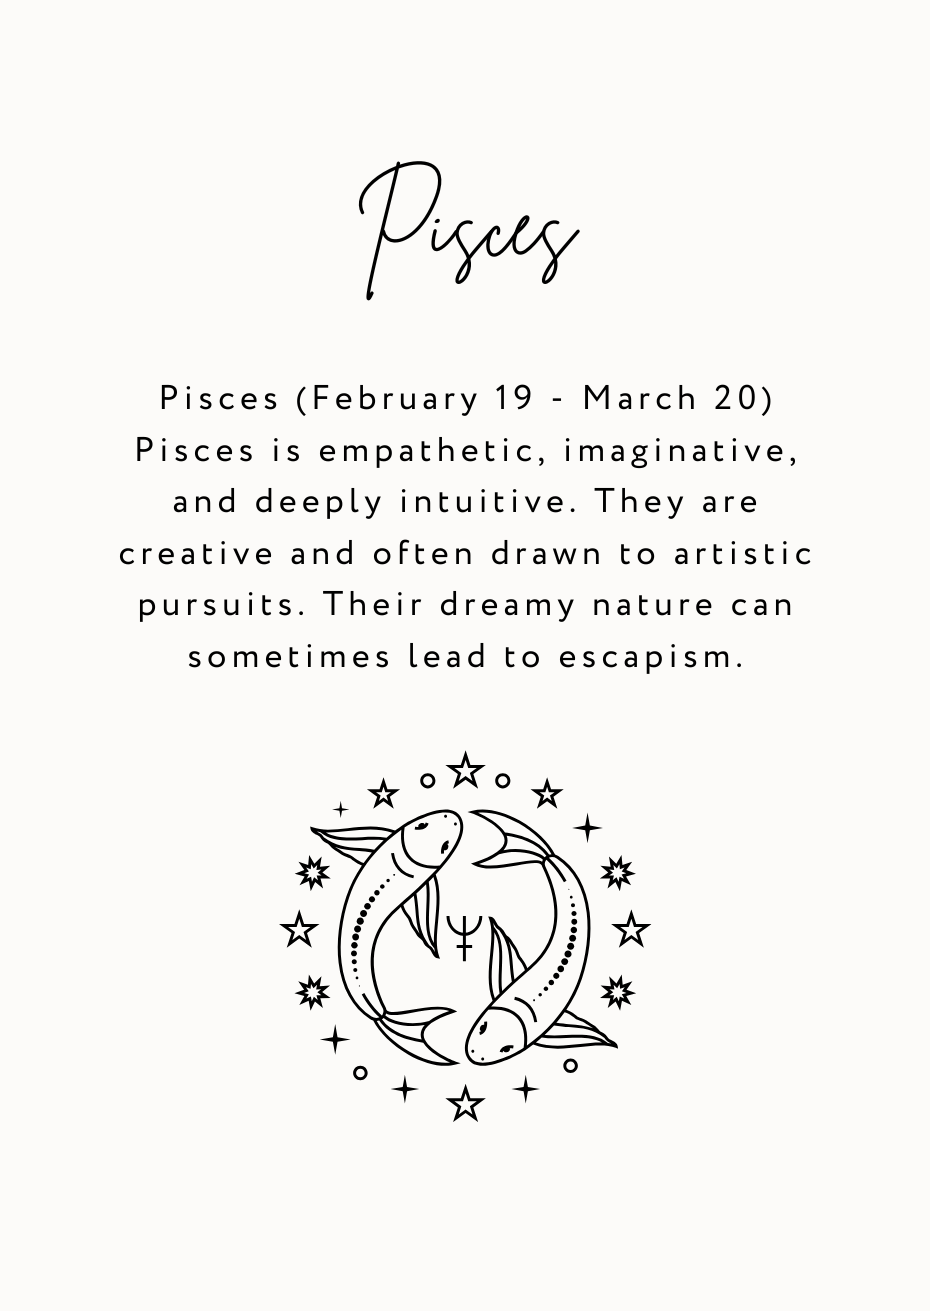 Pisces
Pisces (February 19 - March 20)
Pisces is empathetic, imaginative,
and deeply intuitive. They are
creative and often drawn to artistic
pursuits. Their dreamy nature can
sometimes lead to escapism.